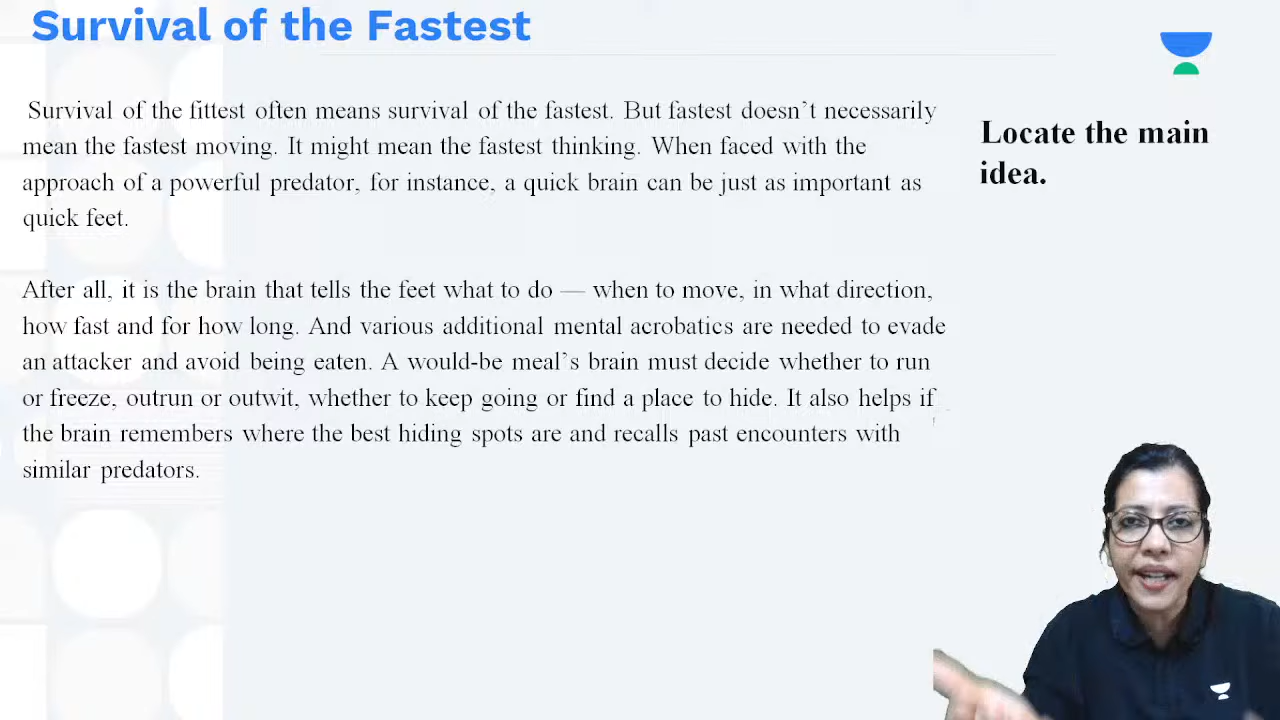 Survival of the Fastest
Survival of the fittest often means survival of the fastest. But fastest doesn’t necessarily
mean the fastest moving. It might mean the fastest thinking. When faced with the
approach of a powerful predator, for instance, a quick brain can be just as important as
quick feet.
After all, it is the brain that tells the feet what to do — when to move, in what direction,
how fast and for how long. And various additional mental acrobatics are needed to evade
an attacker and avoid being eaten. A would-be meal’s brain must decide whether to run
or freeze, outrun or outwit, whether to keep going or find a place to hide. It also helps if
the brain remembers where the best hiding spots are and recalls past encounters with
similar predators.
Locate the main
idea.